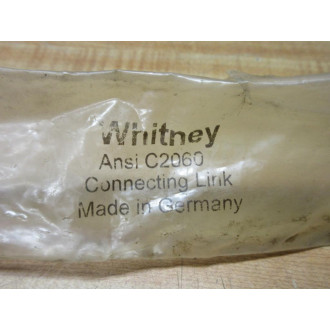 Whitney
Ansi C2060
Connecting Link
Made in Germany